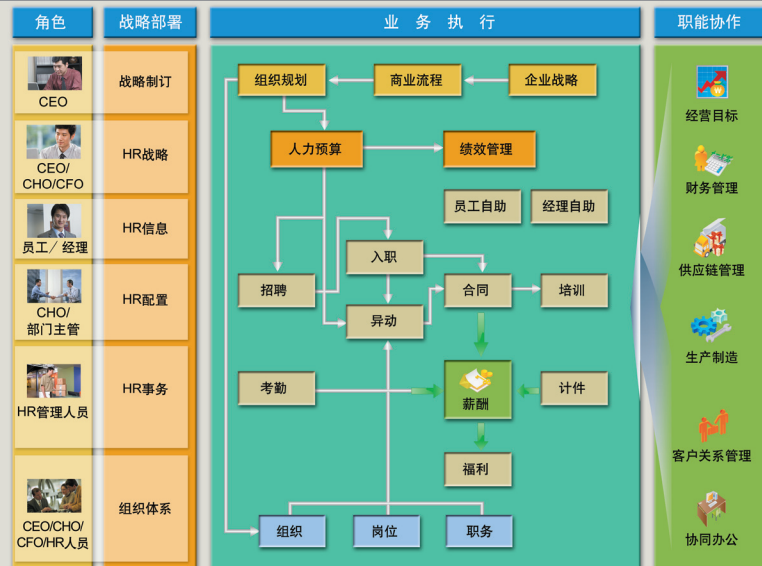 角色
战略部署
业务执行
职能协作
CEO
战略制订
CEO/
CHO/CFO
HR战略
员工／经理
HR信息
CHO/
部门主管
HR配置
HR管理人员
HR事务
CEO/CHO/
CFO/HR人员
组织体系
组织规划
商业流程
企业战略
人力预算
绩效管理
员工自助
经理自助
入职
招聘
合同
培训
异动
考勤
薪酬
计件
福利
组织
岗位
职务
经营目标
财务管理
供应链管理
生产制造
客户关系管理
协同办公